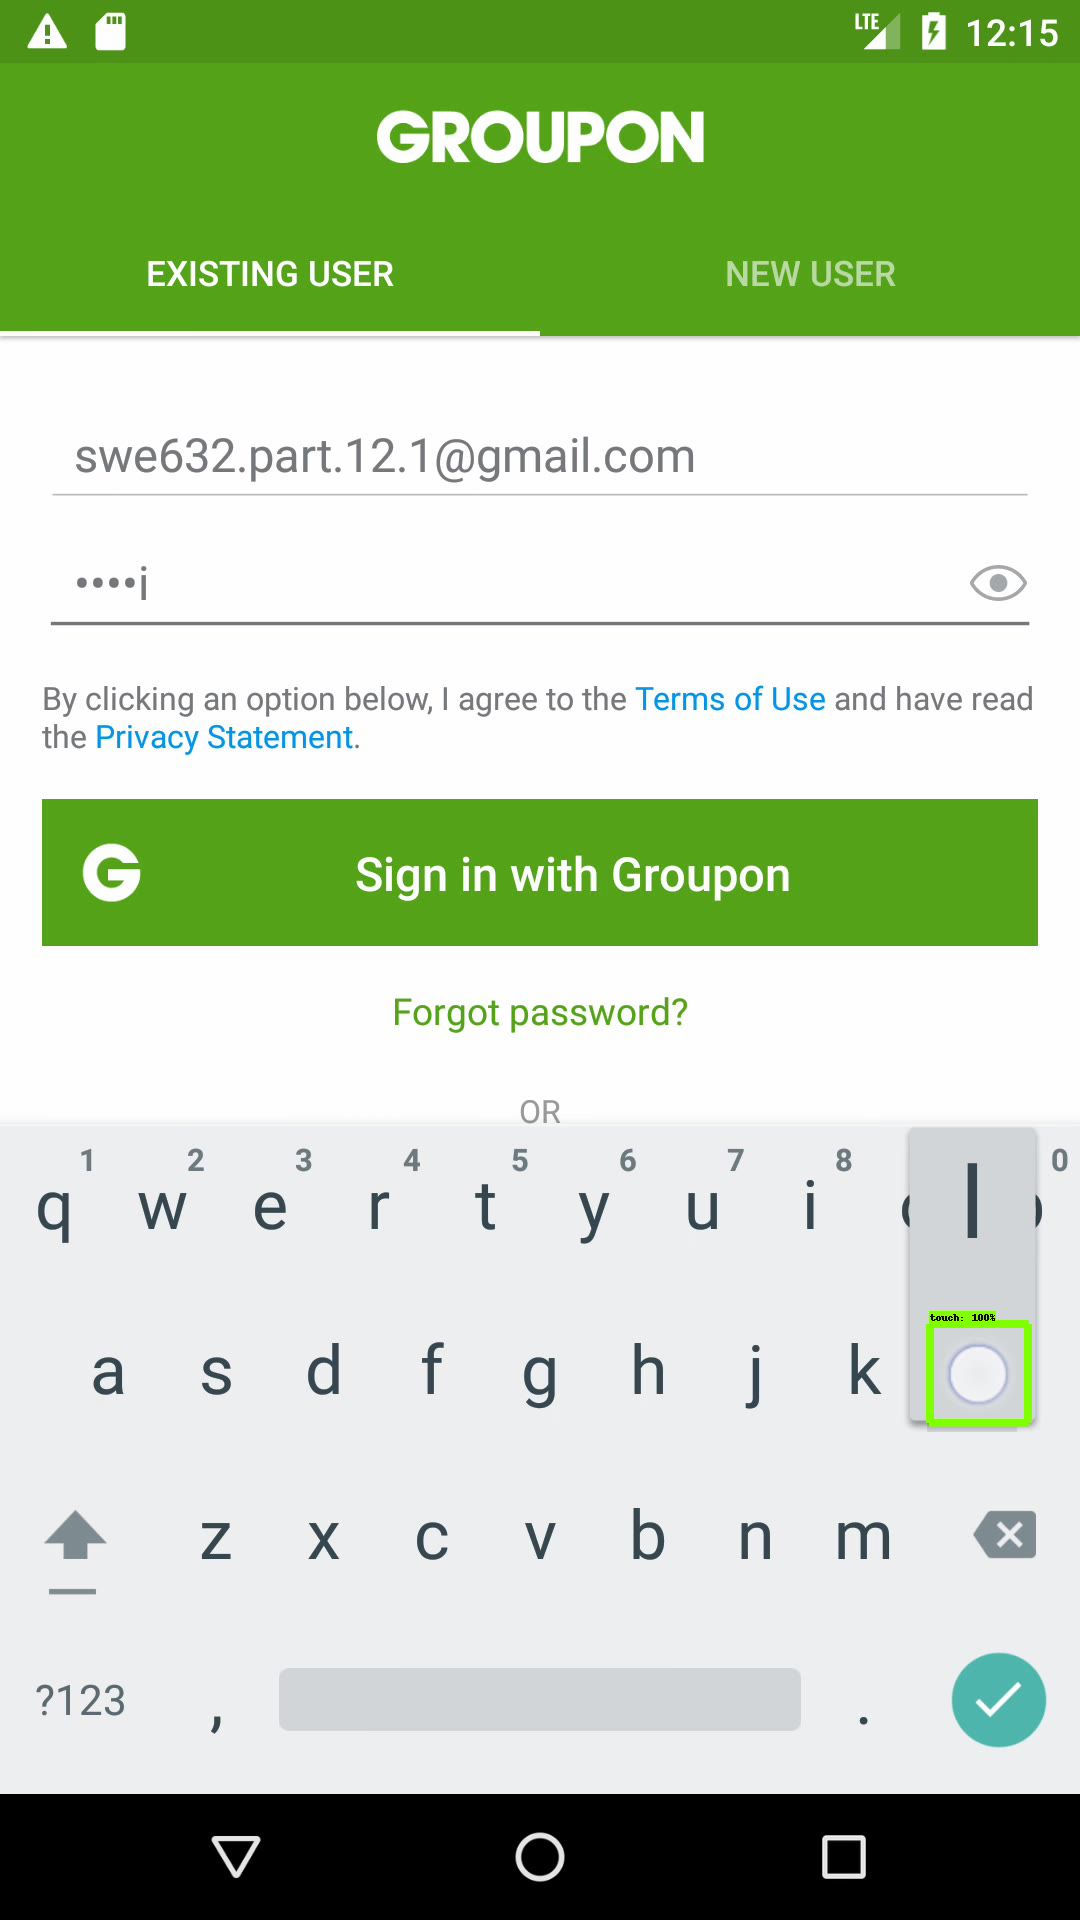 LTE 12:15
GROUPON
EXISTING USER NEW USER
swe632.part.12.1@gmail.com
••••i
By clicking an option below, I agree to the Terms of Use and have read
the Privacy Statement.
G Sign in with Groupon
Forgot password?
OR
1 2 3 4 5 6 7 8 0
q w e r t y u i l
touch: 100%
a s d f g h j k
z x c v b n m
?123 , .